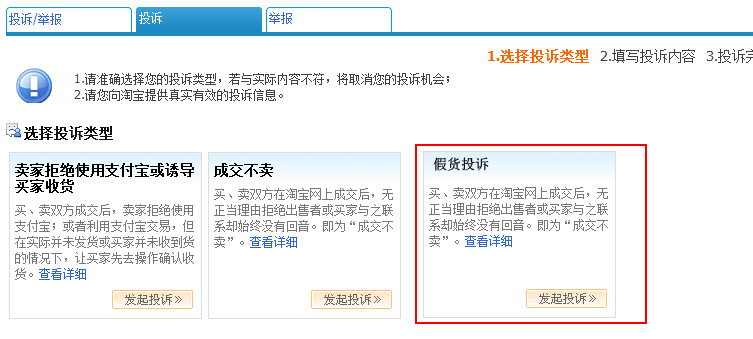 投诉/举报
投诉
举报
1.选择投诉类型 2.填写投诉内容 3.投诉完
1.请准确选择您的投诉类型，若与实际内容不符，将取消您的投诉机会；
2.请您向淘宝提供真实有效的投诉信息。
选择投诉类型
卖家拒绝使用支付宝或诱导
买家收货
买、卖双方成交后，卖家拒绝使用
支付宝；或者利用支付宝交易，但
在实际并未发货或买家并未收到货
的情况下，让买家先去操作确认收
货。查看详细
发起投诉»
成交不卖
买、卖双方在淘宝网上成交后，无
正当理由拒绝出售者或买家与之联
系却始终没有回音。即为“成交不
卖”。查看详细
发起投诉»
假货投诉
买、卖双方在淘宝网上成交后，无
正当理由拒绝出售者或买家与之联
系却始终没有回音。即为“成交不
卖”。查看详细
发起投诉»